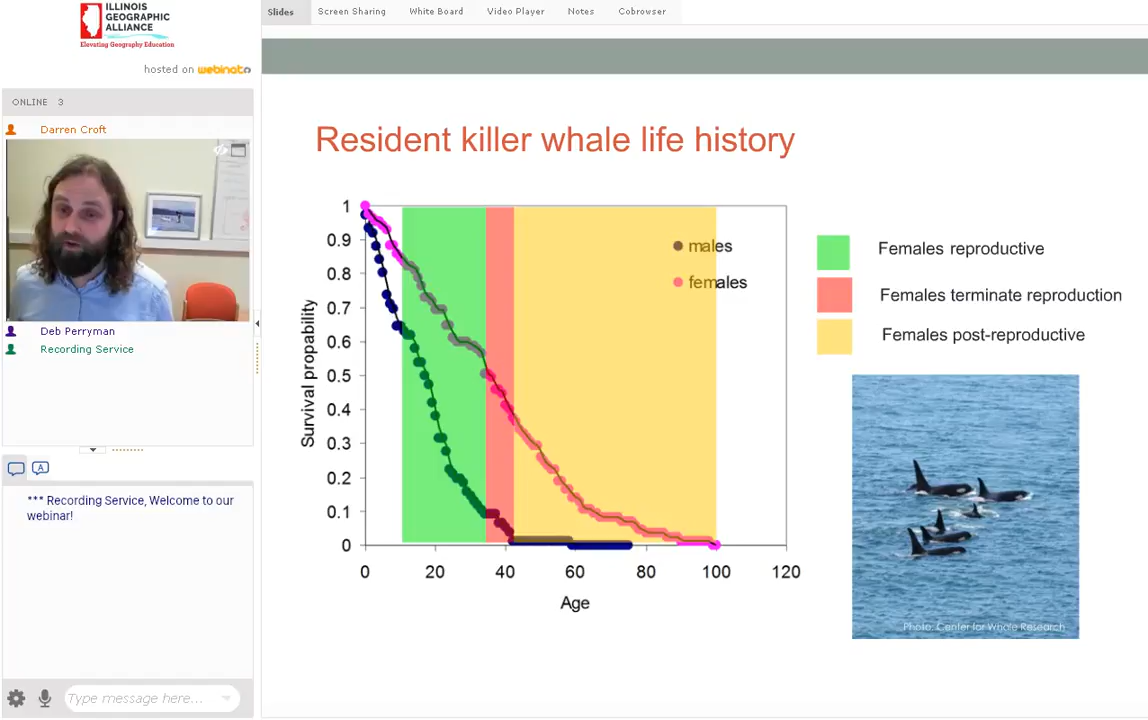 ILLINOIS
GEOGRAPHIC
ALLIANCE
Elevating Geography Education
hosted on webinato
ONLINE 3
Darren Croft
Deb Perryman
Recording Service
A
*** Recording Service, Welcome to our
webinar!
Type message here...
Slides Screen Sharing White Board Video Player Notes Cobrowser
Resident killer whale life history
Survival propability
1
0.9
0.8
0.7
0.6
0.5
0.4
0.3
0.2
0.1
0
0 20 40 60 80 100 120
Age
males
females
Females reproductive
Females terminate reproduction
Females post-reproductive
Photo: Center for Whale Research